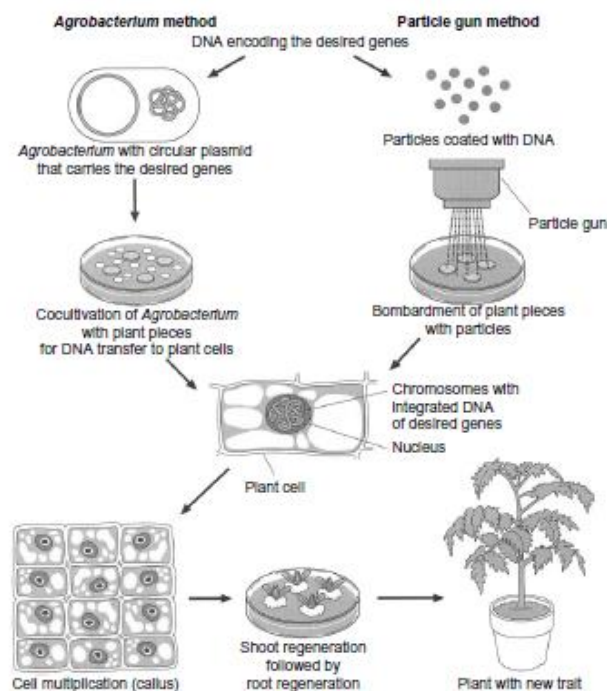 Agrobacterium method
Particle gun method
DNA encoding the desired genes
Agrobacterium with circular plasmid
that carries the desired genes
Particles coated with DNA
Particle gun
Cocultivation of Agrobacterium
with plant pieces
for DNA transfer to plant cells
Bombardment of plant pieces
with particles
Chromosomes with
integrated DNA
of desired genes
Nucleus
Plant cell
Cell multiplication (callus)
Shoot regeneration
followed by
root regeneration
Plant with new trait